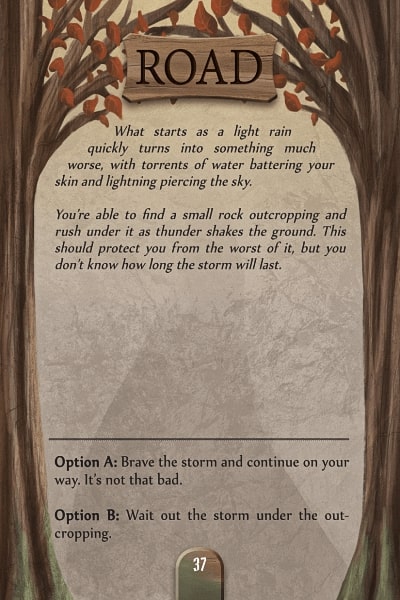 ROAD
What starts as a light rain
quickly turns into something much
worse, with torrents of water battering your
skin and lightning piercing the sky.
You're able to find a small rock outcropping and
rush under it as thunder shakes the ground. This
should protect you from the worst of it, but you
don't know how long the storm will last.
Option A: Brave the storm and continue on your
way. It's not that bad.
Option B: Wait out the storm under the out-
cropping.
37